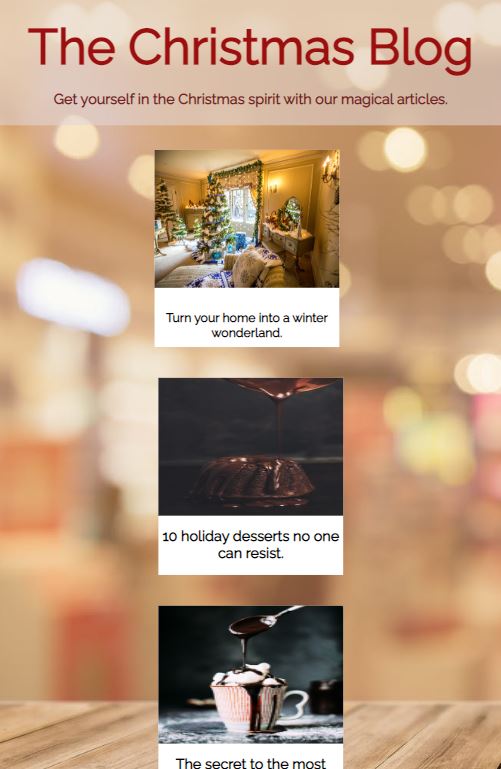 The Christmas Blog
Get yourself in the Christmas spirit with our magical articles.
Turn your home into a winter
wonderland.
10 holiday desserts no one
can resist.
The secret to the most